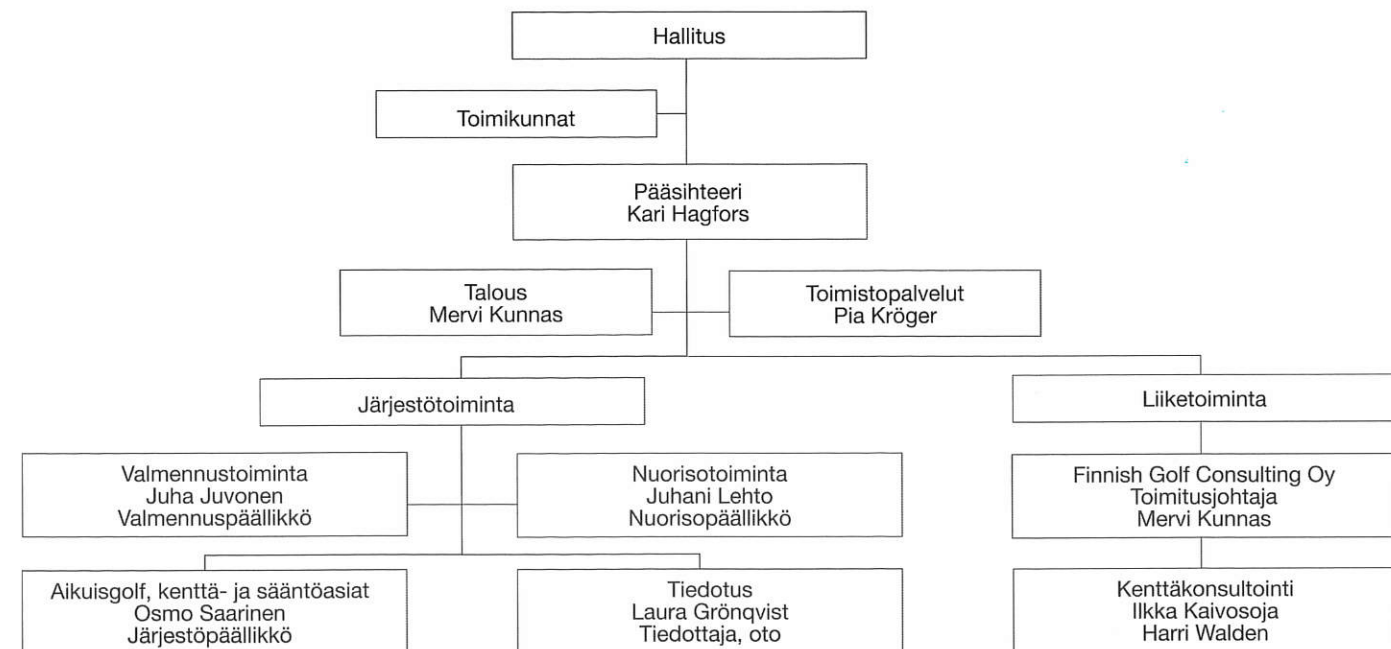 Hallitus
Toimikunnat
Pääsihteeri
Kari Hagfors
Talous
Mervi Kunnas
Toimistopalvelut
Pia Kröger
Järjestötoiminta
Liiketoiminta
Valmennustoiminta
Juha Juvonen
Valmennuspäällikkö
Nuorisotoiminta
Juhani Lehto
Nuorisopäällikkö
Finnish Golf Consulting Oy
Toimitusjohtaja
Mervi Kunnas
Aikuisgolf, kenttä- ja sääntöasiat
Osmo Saarinen
Järjestöpäällikkö
Tiedotus
Laura Grönqvist
Tiedottaja, oto
Kenttäkonsultointi
Ilkka Kaivosoja
Harri Walden